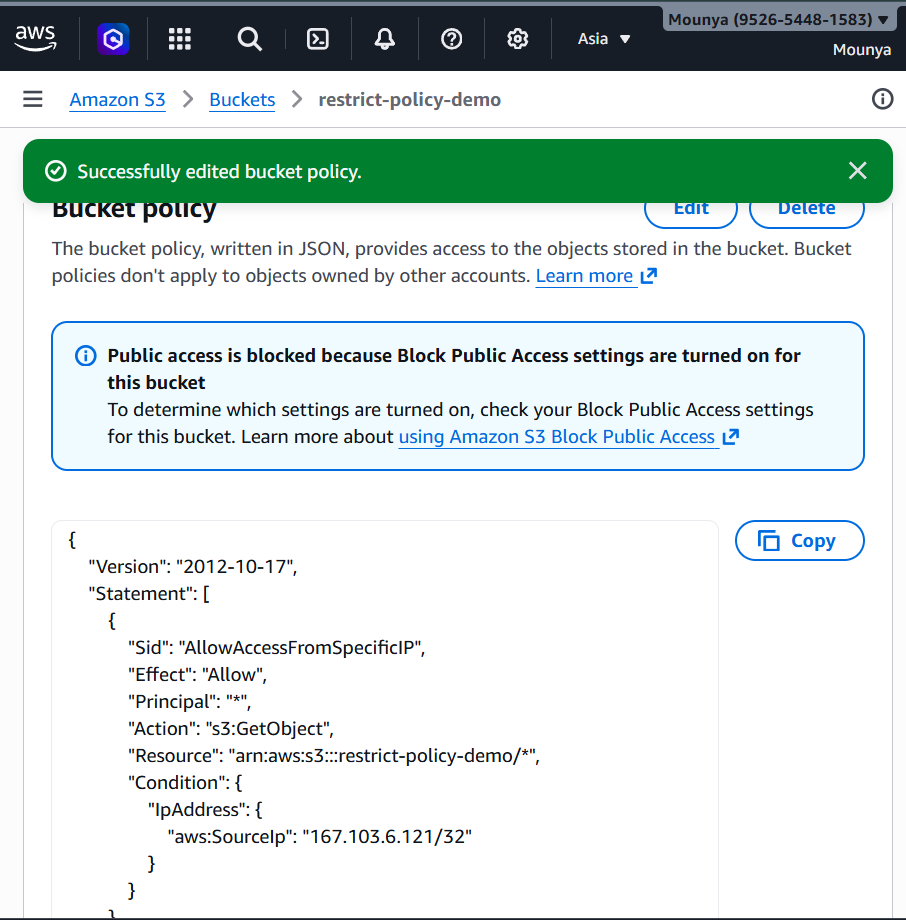 aws
Asia ▼
Mounya (9526-5448-1583) ▼
Mounya
Amazon S3 > Buckets > restrict-policy-demo
Successfully edited bucket policy.
Bucket policy
Edit
Delete
The bucket policy, written in JSON, provides access to the objects stored in the bucket. Bucket
policies don't apply to objects owned by other accounts. Learn more
Public access is blocked because Block Public Access settings are turned on for
this bucket
To determine which settings are turned on, check your Block Public Access settings
for this bucket. Learn more about using Amazon S3 Block Public Access
Copy
{
"Version": "2012-10-17",
"Statement": [
{
"Sid": "AllowAccessFromSpecificIP",
"Effect": "Allow",
"Principal": "*",
"Action": "s3:GetObject",
"Resource": "arn:aws:s3:::restrict-policy-demo/*",
"Condition": {
"IpAddress": {
"aws:SourceIp": "167.103.6.121/32"
}
}
}